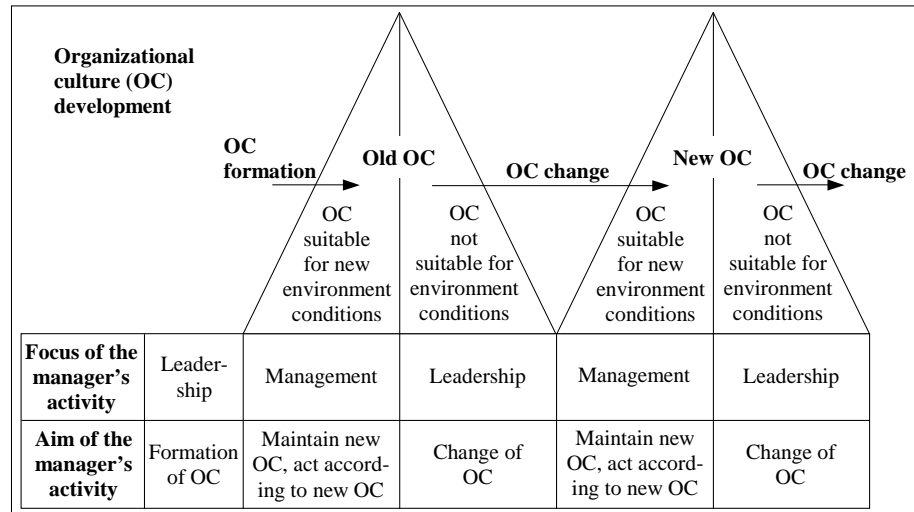 Organizational
culture (OC)
development
OC
formation
Old OC
OC change
New OC
OC change
OC
suitable
for new
environment
conditions
OC
not
suitable for
environment
conditions
OC
suitable
for new
environment
conditions
OC
not
suitable for
environment
conditions
Focus of the
manager's
activity
Leader-
ship
Management
Leadership
Management
Leadership
Aim of the
manager's
activity
Formation
of OC
Maintain new
OC, act accord-
ing to new OC
Change of
OC
Maintain new
OC, act accord-
ing to new OC
Change of
OC